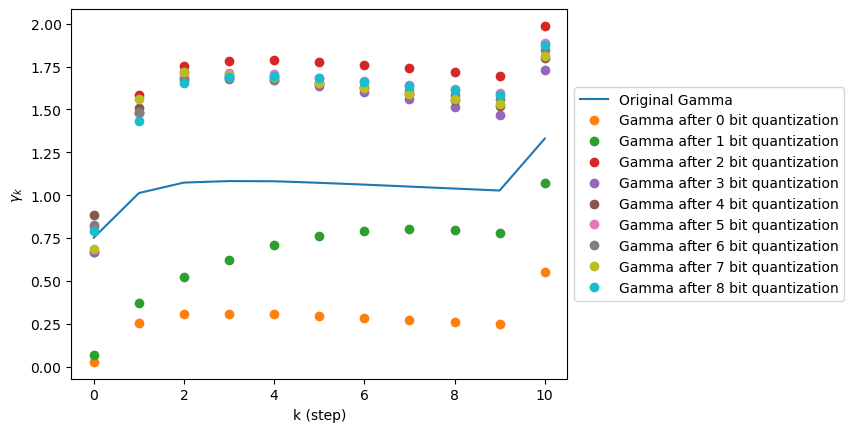 2.00
1.75
1.50
1.25
1.00
0.75
0.50
0.25
0.00
γk
0 2 4 6 8 10
k (step)
Original Gamma
Gamma after 0 bit quantization
Gamma after 1 bit quantization
Gamma after 2 bit quantization
Gamma after 3 bit quantization
Gamma after 4 bit quantization
Gamma after 5 bit quantization
Gamma after 6 bit quantization
Gamma after 7 bit quantization
Gamma after 8 bit quantization